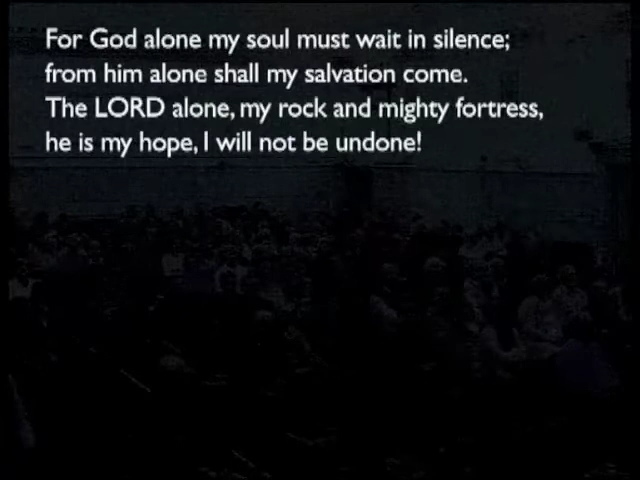 For God alone my soul must wait in silence;
from him alone shall my salvation come.
The LORD alone, my rock and mighty fortress,
he is my hope, I will not be undone!